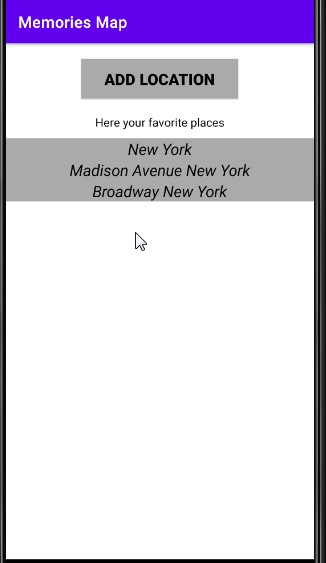 Memories Map
ADD LOCATION
Here your favorite places
New York
Madison Avenue New York
Broadway New York